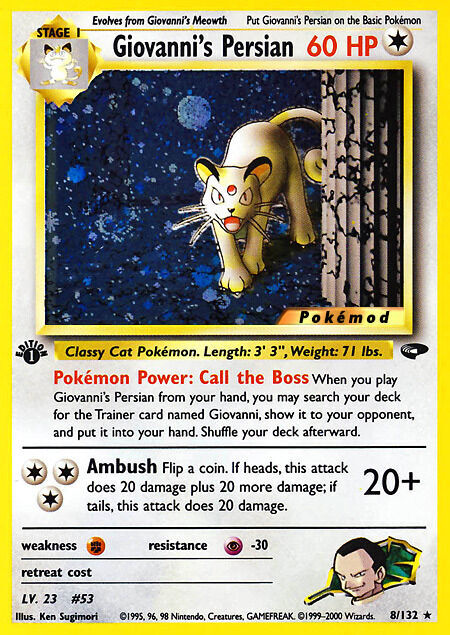 Evolves from Giovanni's Meowth
Put Giovanni's Persian on the Basic Pokémon
STAGE 1
Giovanni's Persian 60 HP
Pokémod
EDITION
1
Classy Cat Pokémon. Length: 3' 3", Weight: 71 lbs.
Pokémon Power: Call the Boss When you play
Giovanni's Persian from your hand, you may search your deck
for the Trainer card named Giovanni, show it to your opponent,
and put it into your hand. Shuffle your deck afterward.
Ambush Flip a coin. If heads, this attack
does 20 damage plus 20 more damage; if
tails, this attack does 20 damage.
20+
weakness
resistance -30
retreat cost
LV. 23 #53
Illus. Ken Sugimori
©1995, 96, 98 Nintendo, Creatures, GAMEFREAK. ©1999-2000 Wizards.
8/132 ★